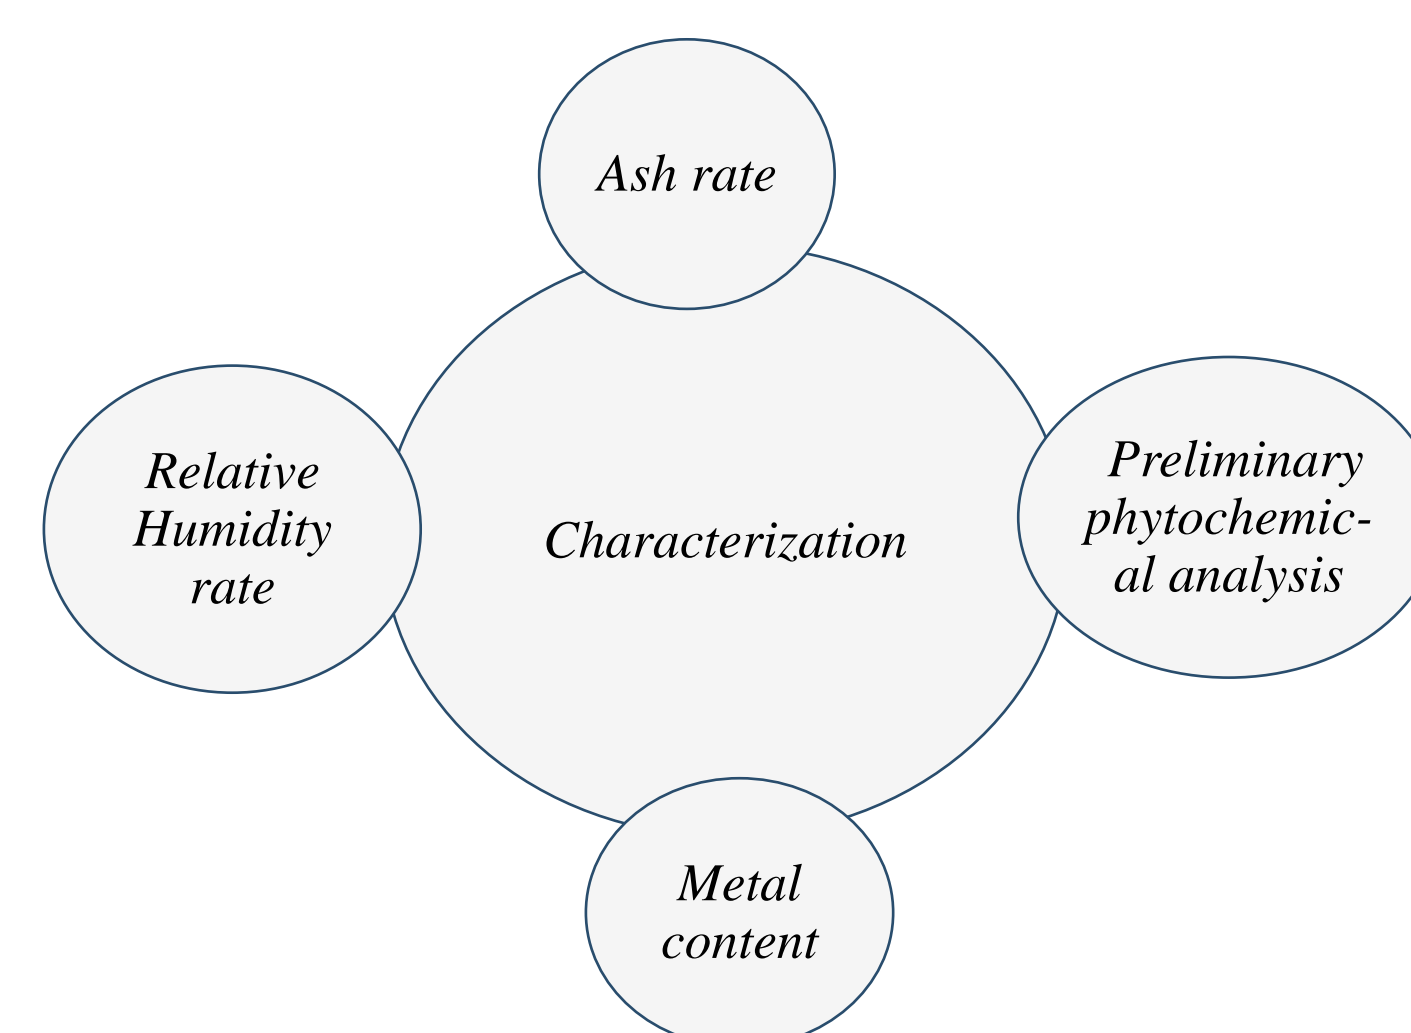 Ash rate
Relative
Humidity
rate
Characterization
Preliminary
phytochemic-
al analysis
Metal
content